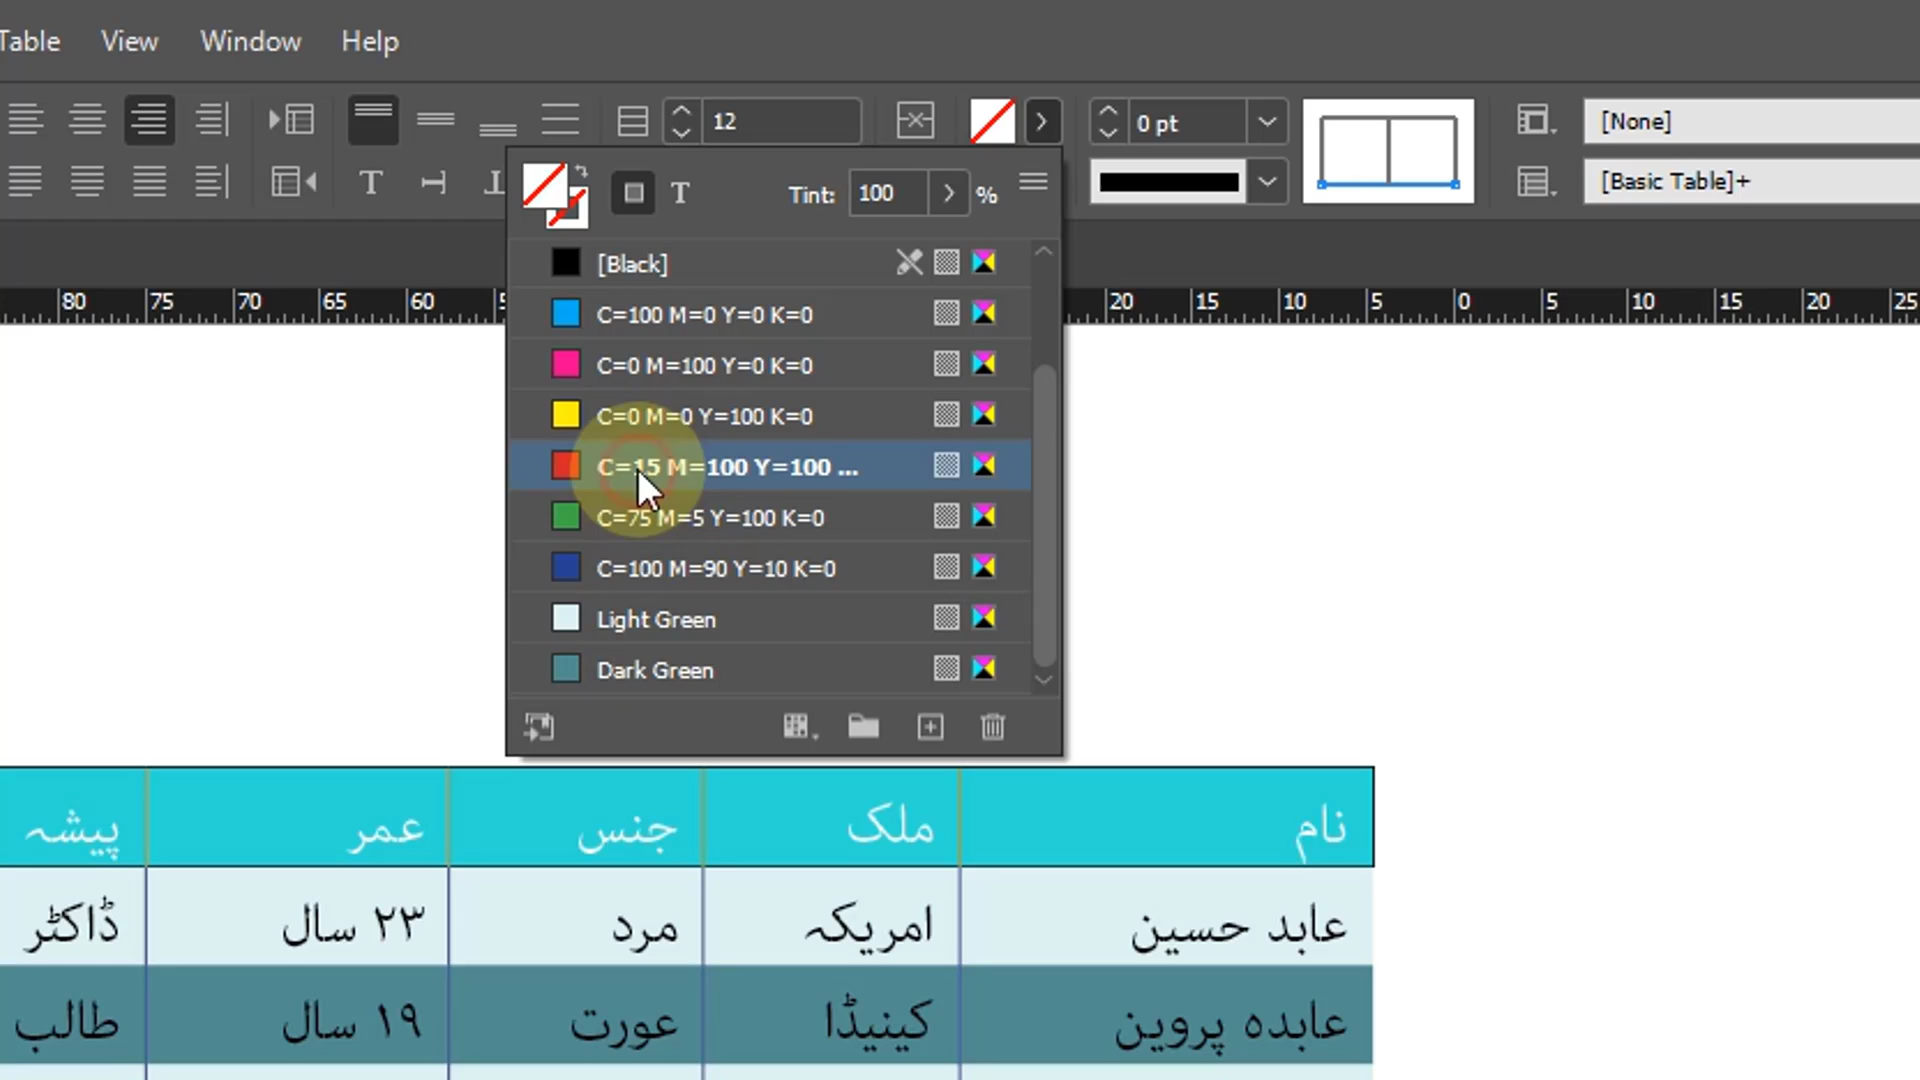 Table View Window Help
12
0 pt
[None]
[Basic Table]+
T
T
Tint: 100 %
[Black]
C=100 M=0 Y=0 K=0
C=0 M=100 Y=0 K=0
C=0 M=0 Y=100 K=0
C=15 M=100 Y=100 ...
C=75 M=5 Y=100 K=0
C=100 M=90 Y=10 K=0
Light Green
Dark Green
80 75 70 65 60 20 15 10 5 0 5 10 15 20 25
نام ملک جنس عمر پیشہ
عابد حسین امریکہ مرد ۲۳ سال ڈاکٹر
عابدہ پروین کینیڈا عورت ۱۹ سال طالب